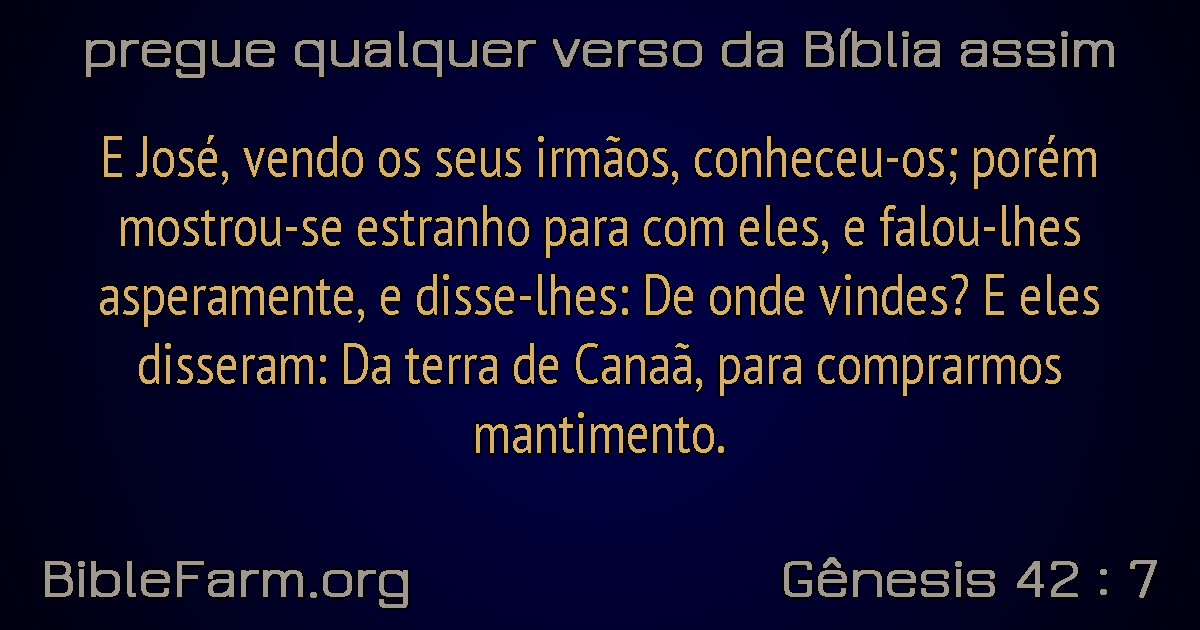 pregue qualquer verso da Bíblia assim
E José, vendo os seus irmãos, conheceu-os; porém
mostrou-se estranho para com eles, e falou-lhes
asperamente, e disse-lhes: De onde vindes? E eles
disseram: Da terra de Canaã, para comprarmos
mantimento.
BibleFarm.org
Gênesis 42 : 7